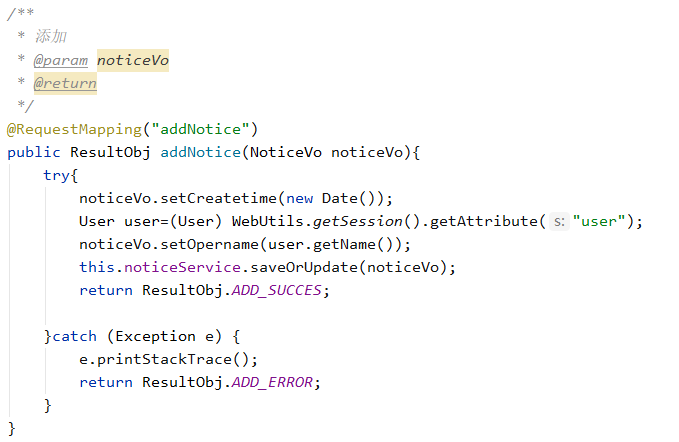 /**
 * 添加
 * @param noticeVo
 * @return
 */
@RequestMapping("addNotice")
public ResultObj addNotice(NoticeVo noticeVo){
    try{
        noticeVo.setCreatetime(new Date());
        User user=(User) WebUtils.getSession().getAttribute( s: "user");
        noticeVo.setOpername(user.getName());
        this.noticeService.saveOrUpdate(noticeVo);
        return ResultObj.ADD_SUCCES;
    }catch (Exception e) {
        e.printStackTrace();
        return ResultObj.ADD_ERROR;
    }
}